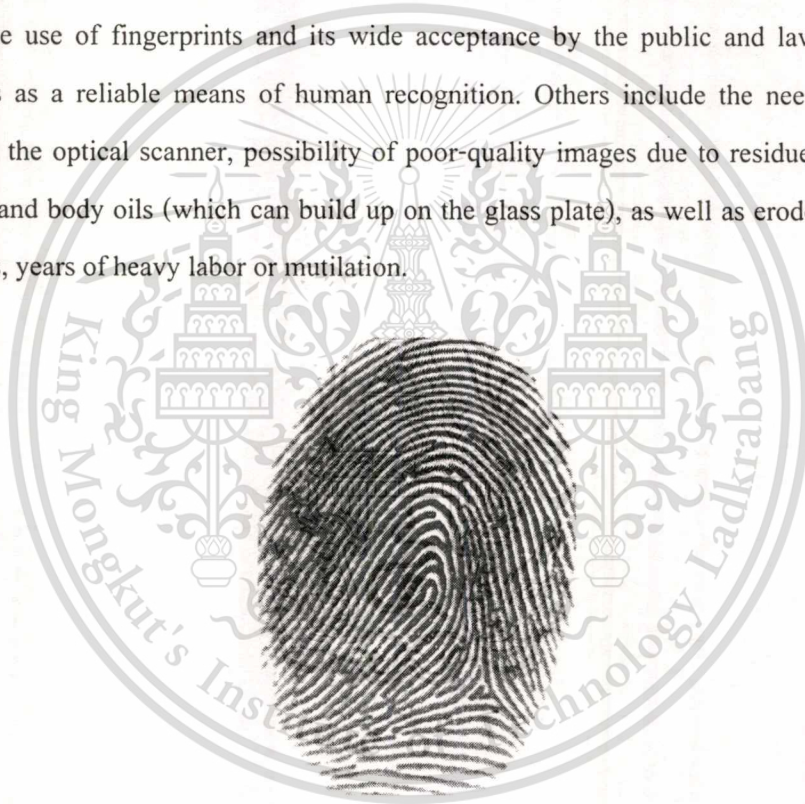 e use of fingerprints and its wide acceptance by the public and lav
s as a reliable means of human recognition. Others include the nee
the optical scanner, possibility of poor-quality images due to residue
and body oils (which can build up on the glass plate), as well as erod
, years of heavy labor or mutilation.
King Mongkut's Inst chnology Ladkrabang